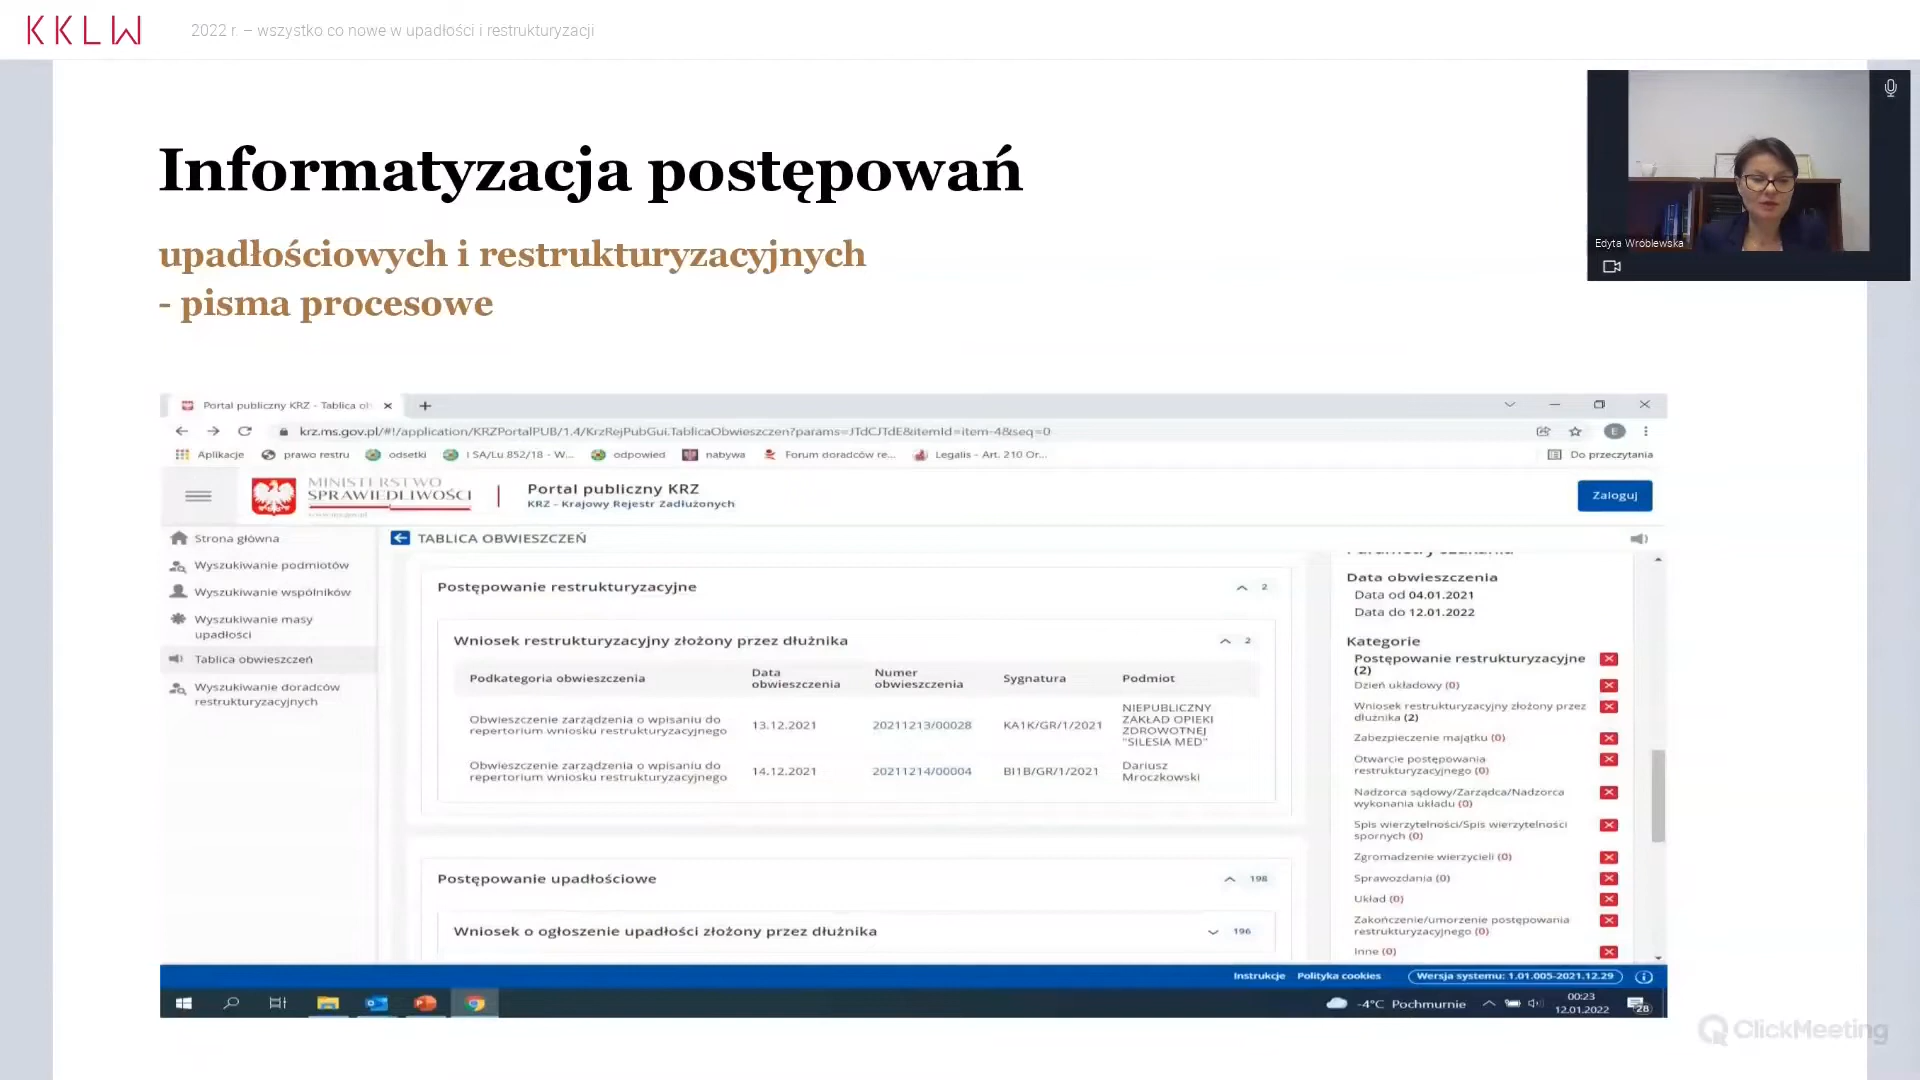 KKLW
2022 r. – wszystko co nowe w upadłości i restrukturyzacji
Informatyzacja postępowań
upadłościowych i restrukturyzacyjnych
- pisma procesowe
Edyta Wróblewska
Portal publiczny KRZ - Tablica ob
krz.ms.gov.pl/#!/application/KRZPortalPUB/1.4/KrzRejPubGui.TablicaObwieszczen?params=JTdCJTdE&itemId=item-4&seq=0
E
Aplikacje
prawo restru
odsetki
I SA/Lu 852/18 - W...
odpowied
nabywa
Forum doradców re...
Legalis - Art. 210 Or...
Do przeczytania
MINISTERSTWO
SPRAWIEDLIWOŚCI
Portal publiczny KRZ
KRZ - Krajowy Rejestr Zadłużonych
Zaloguj
Strona główna
Wyszukiwanie podmiotów
Wyszukiwanie wspólników
Wyszukiwanie masy
upadłości
Tablica obwieszczeń
Wyszukiwanie doradców
restrukturyzacyjnych
TABLICA OBWIESZCZEŃ
Postępowanie restrukturyzacyjne 2
Wniosek restrukturyzacyjny złożony przez dłużnika 2
Podkategoria obwieszczenia
Data
obwieszczenia
Numer
obwieszczenia
Sygnatura
Podmiot
Obwieszczenie zarządzenia o wpisaniu do
repertorium wniosku restrukturyzacyjnego
13.12.2021
20211213/00028
KA1K/GR/1/2021
NIEPUBLICZNY
ZAKŁAD OPIEKI
ZDROWOTNEJ
"SILESIA MED"
Obwieszczenie zarządzenia o wpisaniu do
repertorium wniosku restrukturyzacyjnego
14.12.2021
20211214/00004
BI1B/GR/1/2021
Dariusz
Mroczkowski
Postępowanie upadłościowe 198
Wniosek o ogłoszenie upadłości złożony przez dłużnika 196
Data obwieszczenia
Data od 04.01.2021
Data do 12.01.2022
Kategorie
Postępowanie restrukturyzacyjne
(2)
Dzień układowy (0)
Wniosek restrukturyzacyjny złożony przez
dłużnika (2)
Zabezpieczenie majątku (0)
Otwarcie postępowania
restrukturyzacyjnego (0)
Nadzorca sądowy/Zarządca/Nadzorca
wykonania układu (0)
Spis wierzytelności/Spis wierzytelności
spornych (0)
Zgromadzenie wierzycieli (0)
Sprawozdania (0)
Układ (0)
Zakończenie/umorzenie postępowania
restrukturyzacyjnego (0)
Inne (0)
Instrukcje
Polityka cookies
Wersja systemu: 1.01.005-2021.12.29
-4°C Pochmurnie
00:23
12.01.2022
28
ClickMeeting